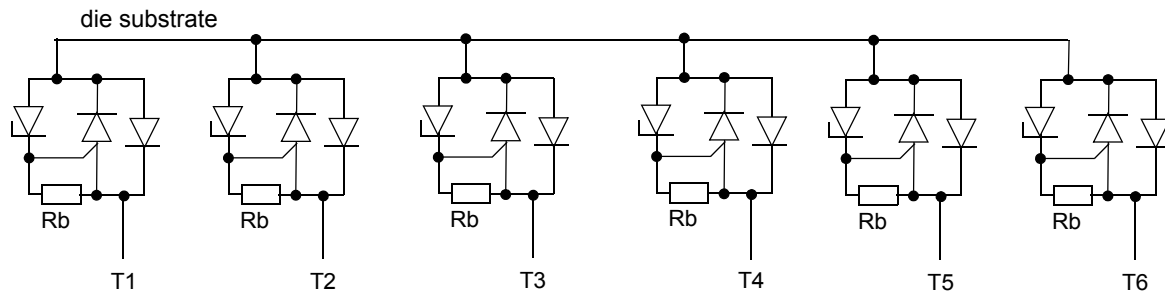 die substrate
Rb Rb Rb Rb Rb Rb
T1 T2 T3 T4 T5 T6